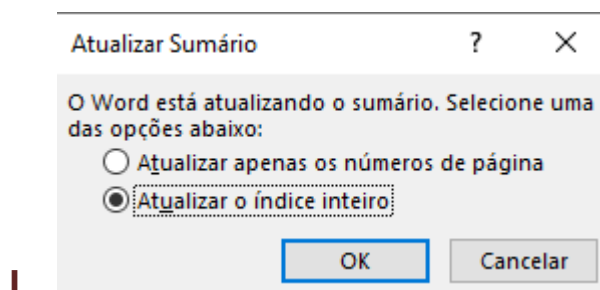 Atualizar Sumário ? ×
O Word está atualizando o sumário. Selecione uma
das opções abaixo:
Atualizar apenas os números de página
Atualizar o índice inteiro
OK Cancelar